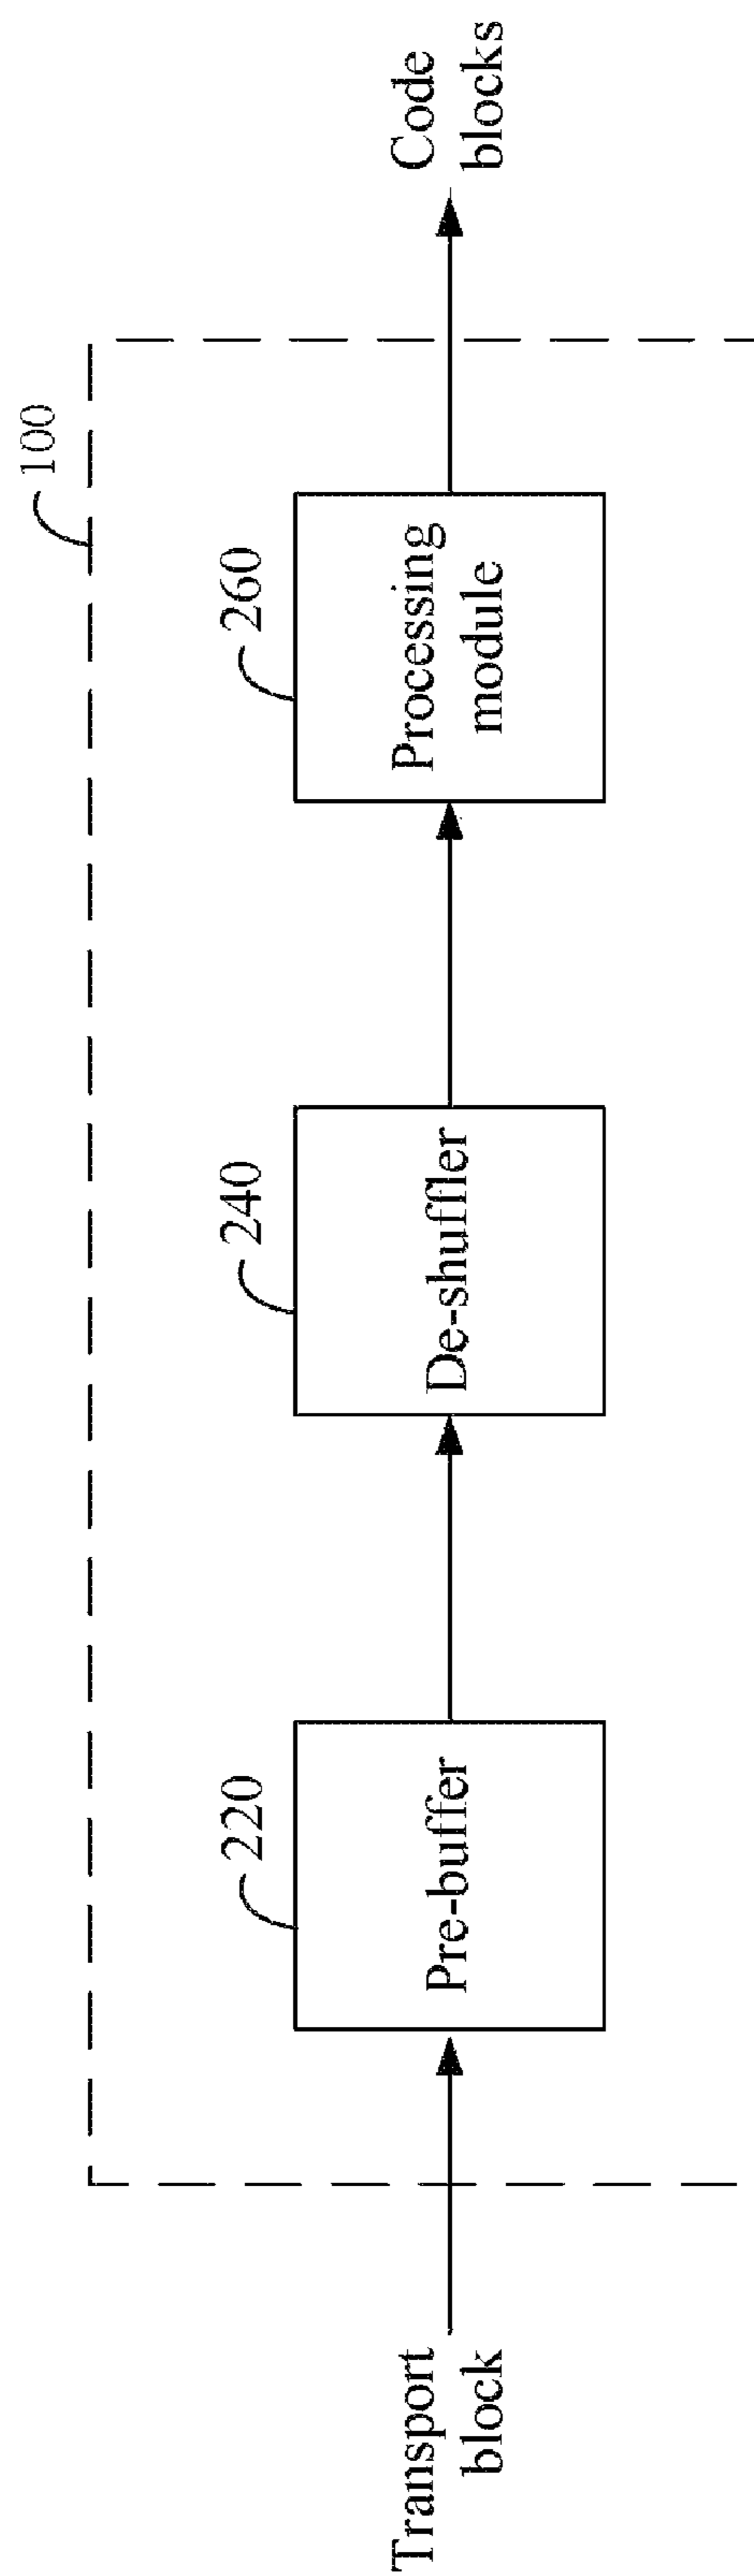 100
220
240
260
Transport
block
Pre-buffer
De-shuffler
Processing
module
Code
blocks